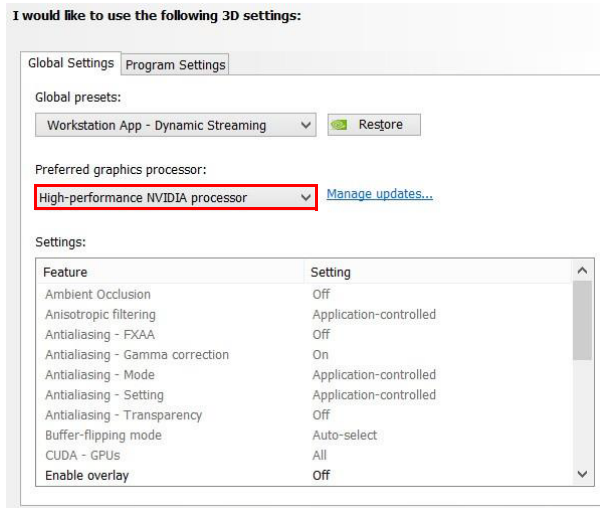 I would like to use the following 3D settings:
Global Settings Program Settings
Global presets:
Workstation App - Dynamic Streaming Restore
Preferred graphics processor:
High-performance NVIDIA processor Manage updates...
Settings:
Feature Setting
Ambient Occlusion Off
Anisotropic filtering Application-controlled
Antialiasing - FXAA Off
Antialiasing - Gamma correction On
Antialiasing - Mode Application-controlled
Antialiasing - Setting Application-controlled
Antialiasing - Transparency Off
Buffer-flipping mode Auto-select
CUDA - GPUs All
Enable overlay Off